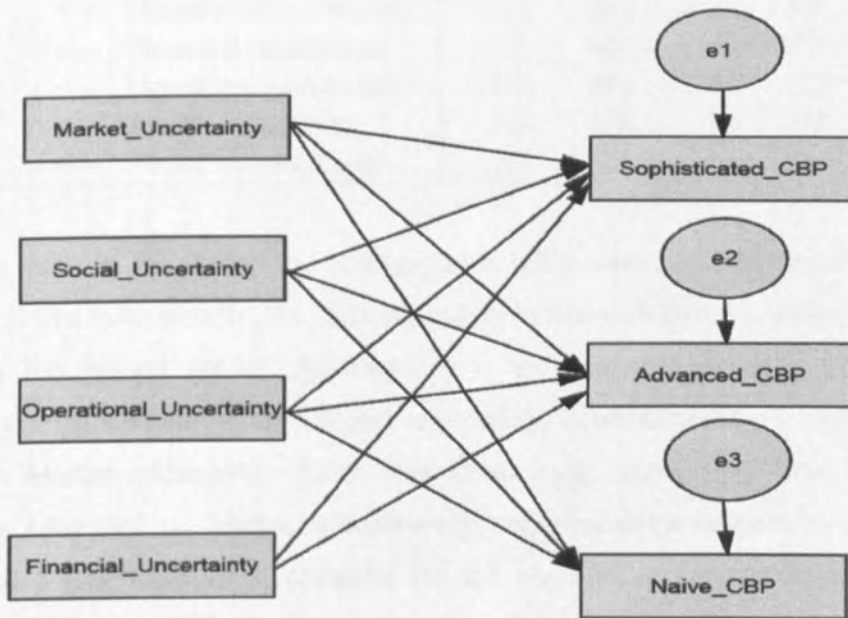 e1
Market_Uncertainty
Sophisticated_CBP
e2
Social_Uncertainty
Advanced_CBP
Operational_Uncertainty
e3
Financial_Uncertainty
Naive_CBP